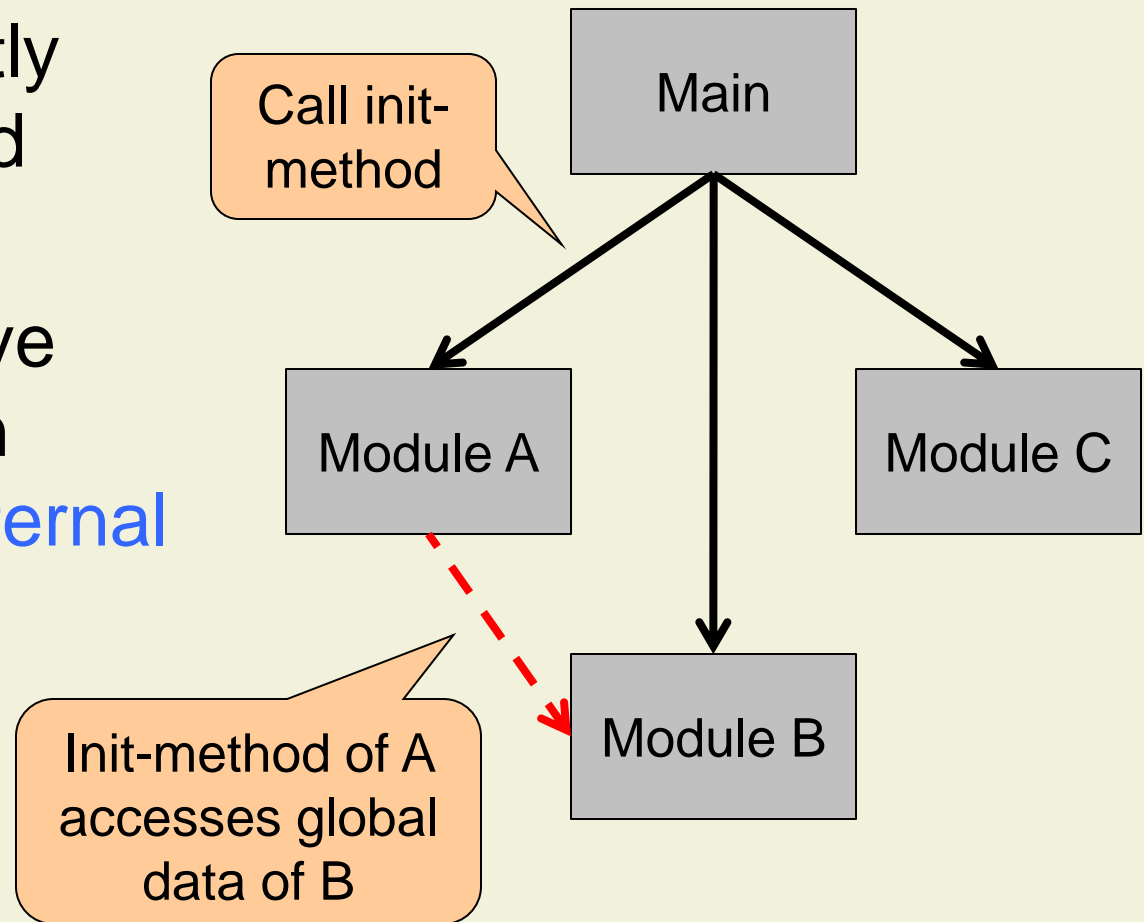 Call init-
method
Main
Module A
Module C
Init-method of A
accesses global
data of B
Module B